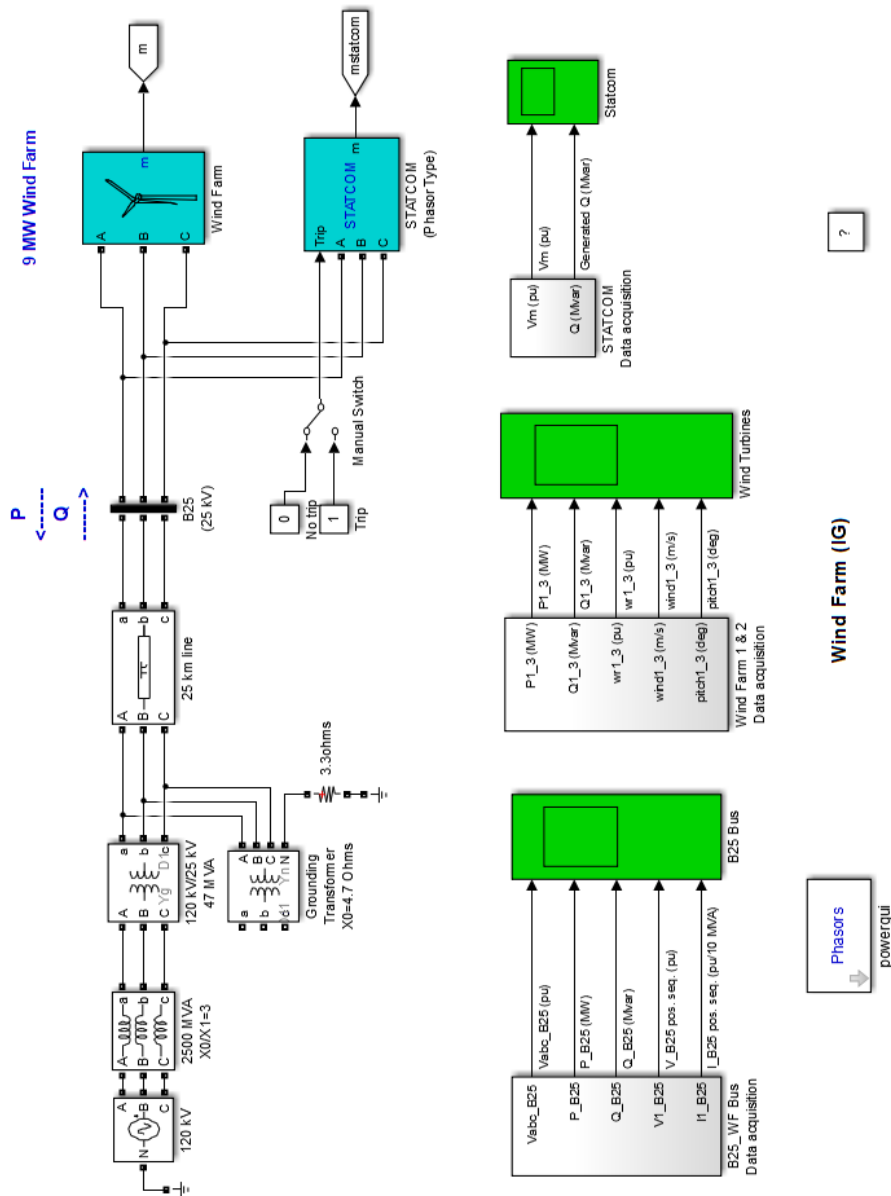 9 MW Wind Farm
P
<-----
Q
----->
N
A
B
C
120 kV
A
B
C
a
b
c
2500 MVA
X0/X1=3
A
B
C
Yg
D1
a
b
c
120 kV/25 kV
47 MVA
A
B
C
a
b
c
25 km line
B25
(25 kV)
A
B
C
m
Wind Farm
m
a
b
d1
A
B
C
N
Yn
Grounding
Transformer
X0=4.7 Ohms
3.3ohms
0
No trip
1
Trip
Manual Switch
Trip
A
B
C
STATCOM
m
STATCOM
(Phasor Type)
mstatcom
Vabc_B25
P_B25
Q_B25
V1_B25
I1_B25
B25_WF Bus
Data acquisition
Vabc_B25 (pu)
P_B25 (MW)
Q_B25 (Mvar)
V_B25 pos. seq. (pu)
I_B25 pos. seq. (pu/10 MVA)
B25 Bus
P1_3 (MW)
Q1_3 (Mvar)
wr1_3 (pu)
wind1_3 (m/s)
pitch1_3 (deg)
Wind Farm 1 & 2
Data acquisition
P1_3 (MW)
Q1_3 (Mvar)
wr1_3 (pu)
wind1_3 (m/s)
pitch1_3 (deg)
Wind Turbines
Vm (pu)
Q (Mvar)
STATCOM
Data acquisition
Vm (pu)
Generated Q (Mvar)
Statcom
Phasors
powergui
Wind Farm (IG)
?